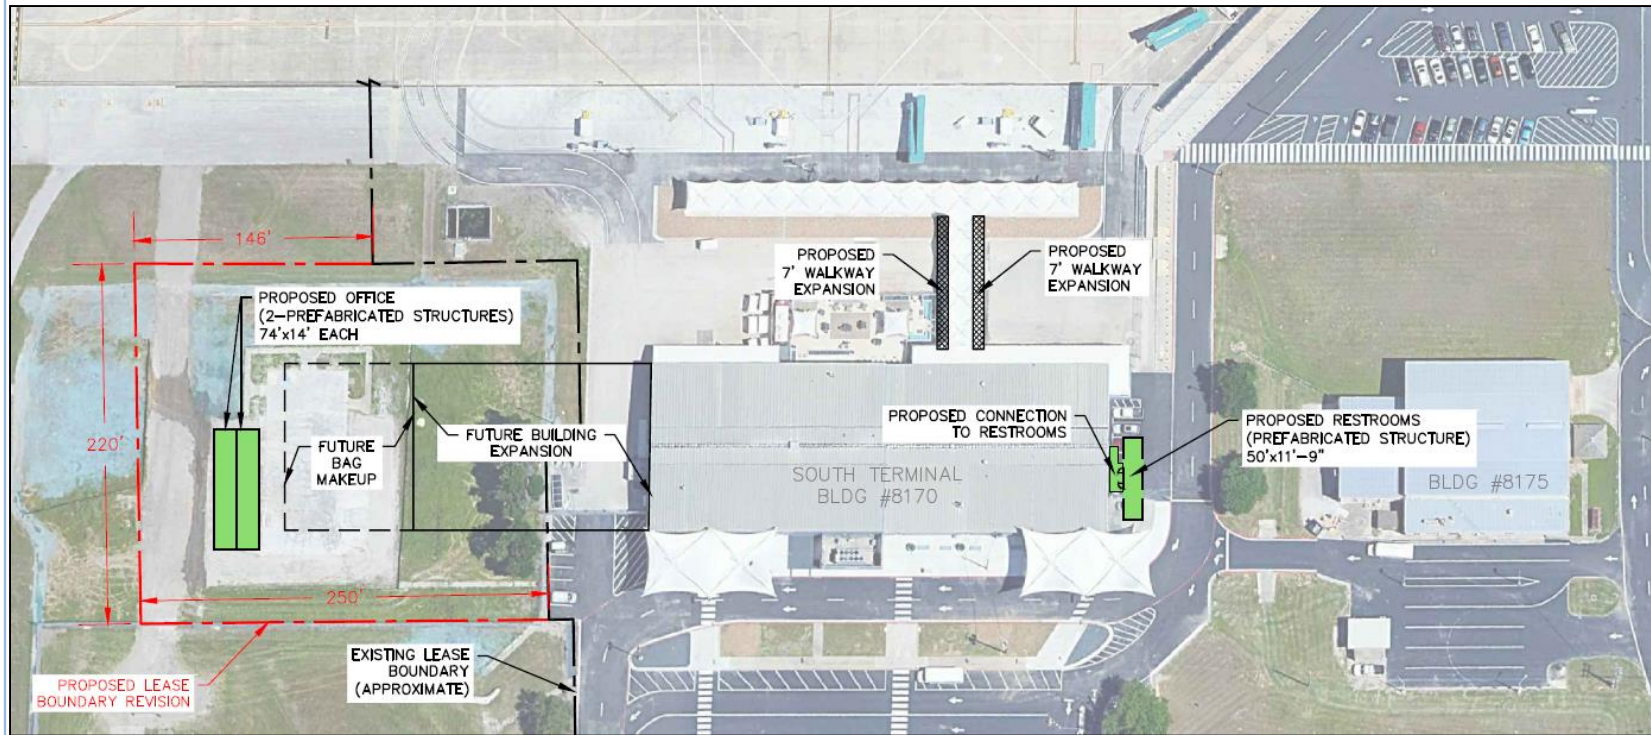 146'
PROPOSED OFFICE
(2-PREFABRICATED STRUCTURES)
74'x14' EACH
220'
FUTURE
BAG
MAKEUP
FUTURE BUILDING
EXPANSION
250'
PROPOSED LEASE
BOUNDARY REVISION
EXISTING LEASE
BOUNDARY
(APPROXIMATE)
PROPOSED
7' WALKWAY
EXPANSION
PROPOSED
7' WALKWAY
EXPANSION
SOUTH TERMINAL
BLDG #8170
PROPOSED CONNECTION
TO RESTROOMS
PROPOSED RESTROOMS
(PREFABRICATED STRUCTURE)
50'x11'-9"
BLDG #8175